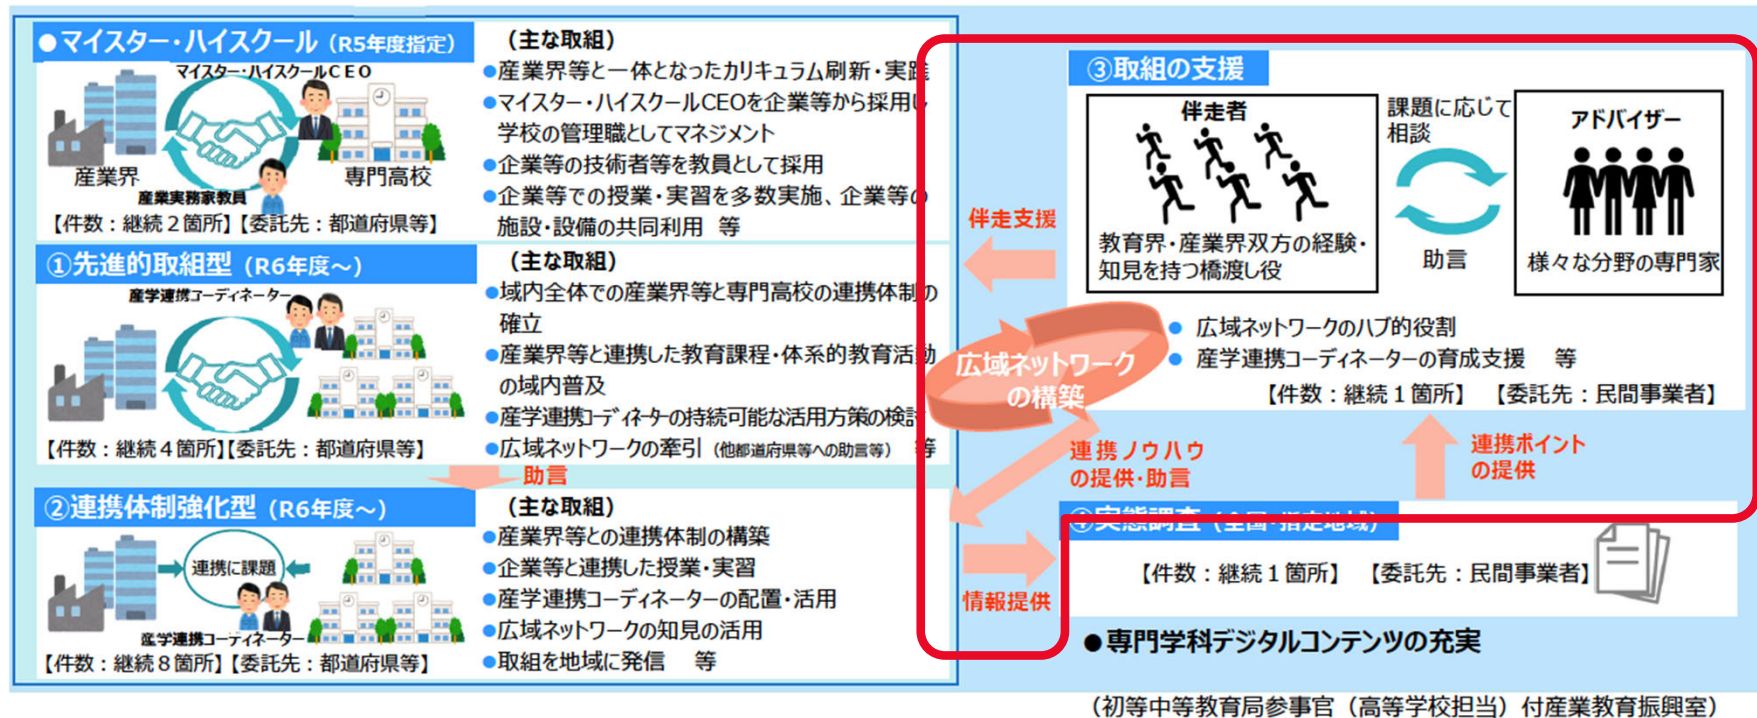 ●マイスター・ハイスクール（R5年度指定）
マイスター・ハイスクールCEO
産業界
専門高校
産業実務家教員
【件数：継続２箇所】【委託先：都道府県等】
（主な取組）
●産業界等と一体となったカリキュラム刷新・実践
●マイスター・ハイスクールCEOを企業等から採用し
学校の管理職としてマネジメント
●企業等の技術者等を教員として採用
●企業等での授業・実習を多数実施、企業等の
施設・設備の共同利用　等
①先進的取組型（R6年度～）
産学連携コーディネーター
【件数：継続４箇所】【委託先：都道府県等】
（主な取組）
●域内全体での産業界等と専門高校の連携体制の
確立
●産業界等と連携した教育課程・体系的教育活動
の域内普及
●産学連携コーディネーターの持続可能な活用方策の検討
●広域ネットワークの牽引（他都道府県等への助言等）　等
助言
②連携体制強化型（R6年度～）
連携に課題
産学連携コーディネーター
【件数：継続８箇所】【委託先：都道府県等】
（主な取組）
●産業界等との連携体制の構築
●企業等と連携した授業・実習
●産学連携コーディネーターの配置・活用
●広域ネットワークの知見の活用
●取組を地域に発信　等
伴走支援
広域ネットワーク
の構築
連携ノウハウ
の提供・助言
情報提供
③取組の支援
伴走者
教育界・産業界双方の経験・
知見を持つ橋渡し役
課題に応じて
相談
助言
アドバイザー
様々な分野の専門家
● 広域ネットワークのハブ的役割
● 産学連携コーディネーターの育成支援　等
【件数：継続１箇所】　【委託先：民間事業者】
連携ポイント
の提供
④実態調査（全国・指定地域）
【件数：継続１箇所】　【委託先：民間事業者】
●専門学科デジタルコンテンツの充実
（初等中等教育局参事官（高等学校担当）付産業教育振興室）